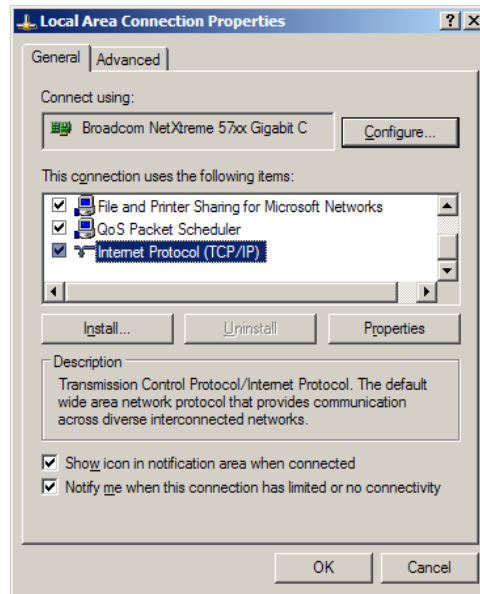 Local Area Connection Properties
General
Advanced
Connect using:
Broadcom NetXtreme 57xx Gigabit C
Configure...
This connection uses the following items:
File and Printer Sharing for Microsoft Networks
QoS Packet Scheduler
Internet Protocol (TCP/IP)
Install...
Uninstall
Properties
Description
Transmission Control Protocol/Internet Protocol. The default
wide area network protocol that provides communication
across diverse interconnected networks.
Show icon in notification area when connected
Notify me when this connection has limited or no connectivity
OK
Cancel